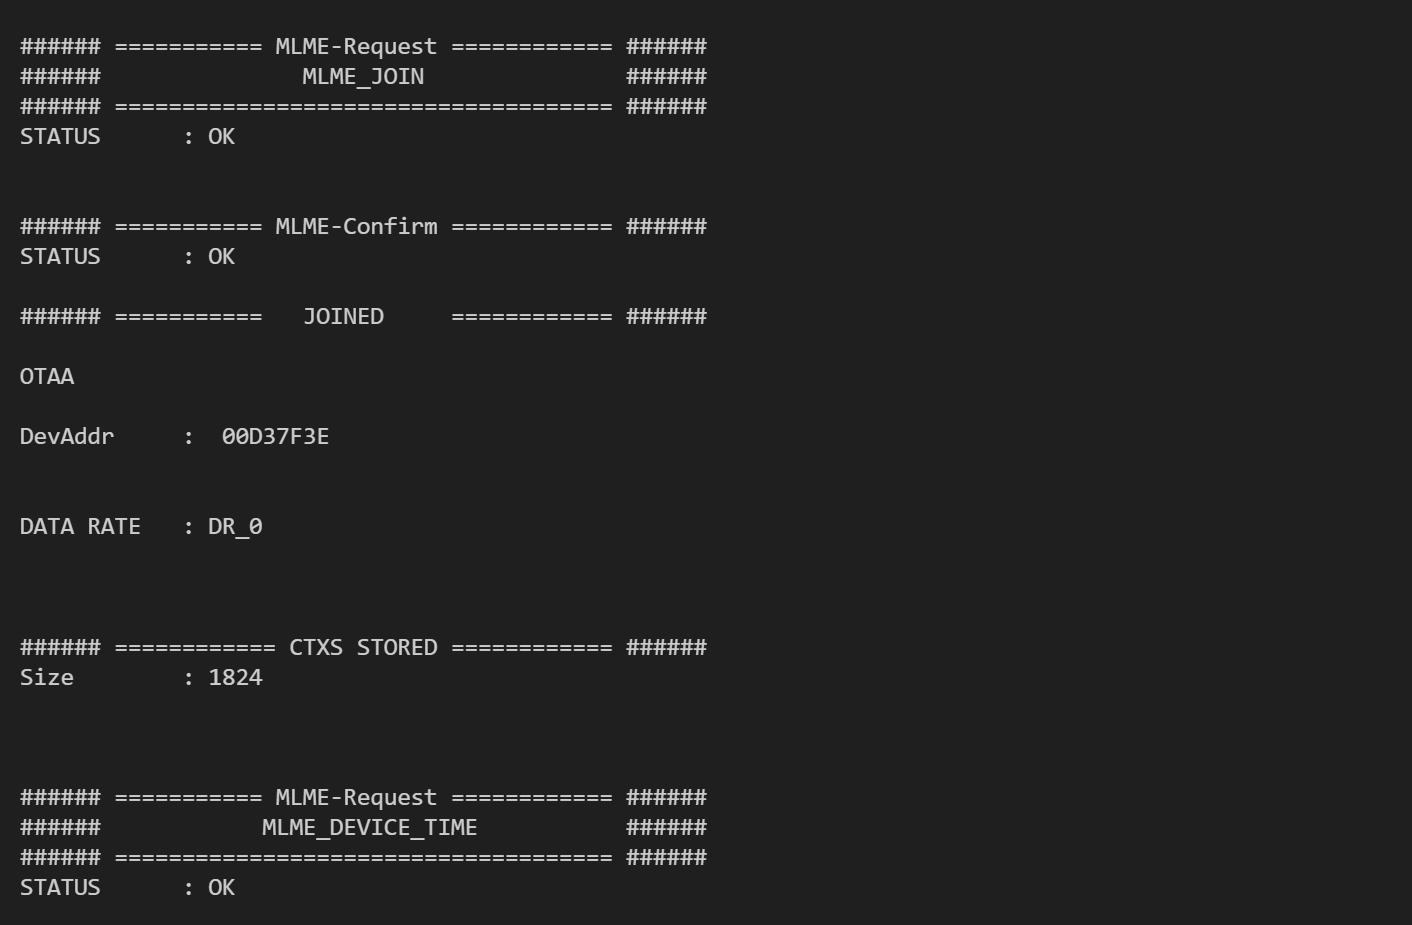 ###### =========== MLME-Request ============ ######
######               MLME_JOIN               ######
###### ===================================== ######
STATUS      : OK
###### =========== MLME-Confirm ============ ######
STATUS      : OK
###### ===========   JOINED     ============ ######
OTAA
DevAddr     :  00D37F3E
DATA RATE   : DR_0
###### ============ CTXS STORED ============ ######
Size        : 1824
###### =========== MLME-Request ============ ######
######            MLME_DEVICE_TIME           ######
###### ===================================== ######
STATUS      : OK